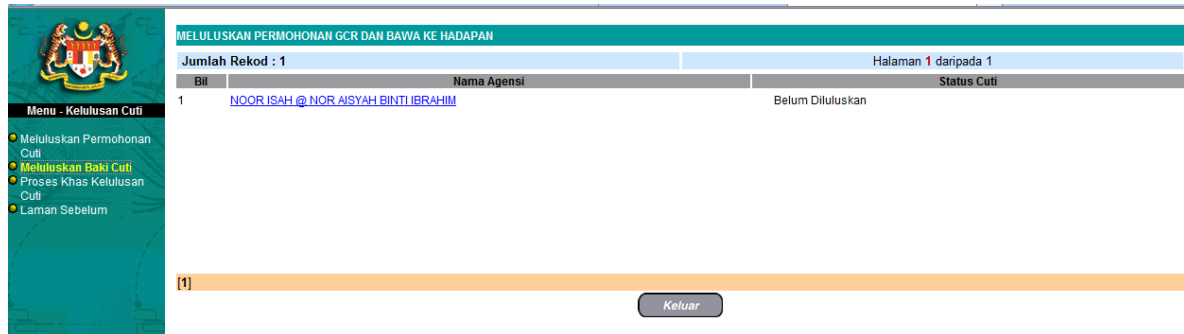 MELULUSKAN PERMOHONAN GCR DAN BAWA KE HADAPAN
Jumlah Rekod : 1 Halaman 1 daripada 1
Bil Nama Agensi Status Cuti
1 NOOR ISAH @ NOR AISYAH BINTI IBRAHIM Belum Diluluskan
Menu - Kelulusan Cuti
Meluluskan Permohonan
Cuti
Meluluskan Baki Cuti
Proses Khas Kelulusan
Cuti
Laman Sebelum
[1]
Keluar